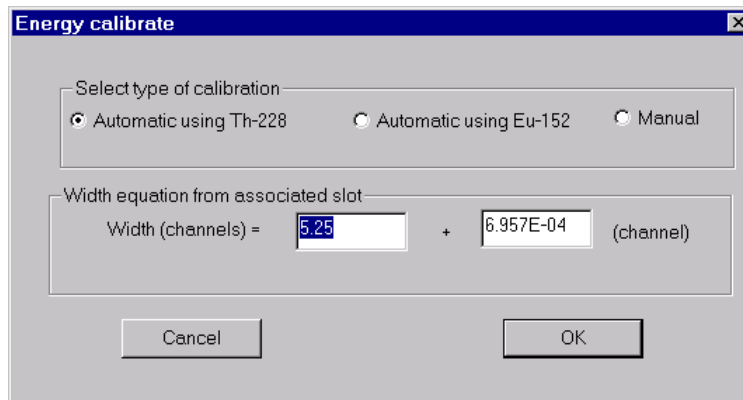 Energy calibrate
Select type of calibration
Automatic using Th-228
Automatic using Eu-152
Manual
Width equation from associated slot
Width (channels) = 5.25 + 6.957E-04 (channel)
Cancel
OK